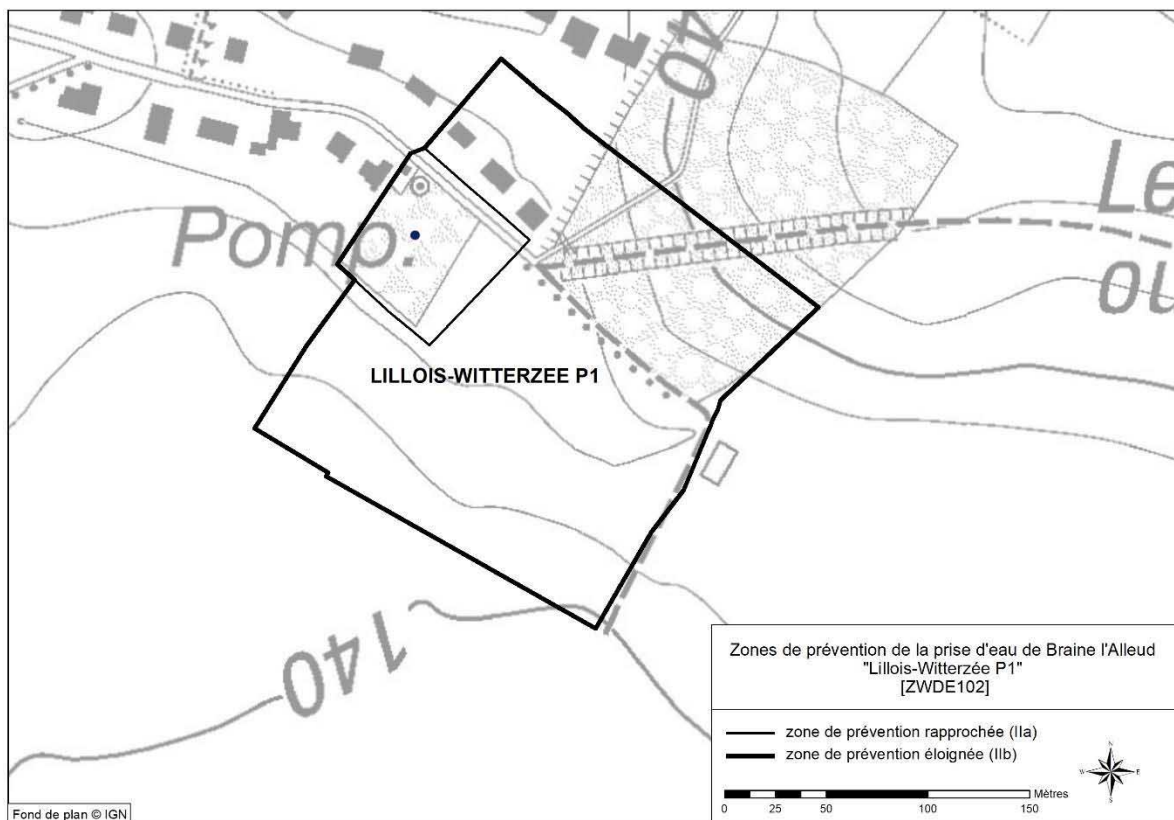 40
Le
ou
Pomp.
LILLOIS-WITTERZEE P1
140
Zones de prévention de la prise d'eau de Braine l'Alleud
"Lillois-Witterzée P1"
[ZWDE102]
zone de prévention rapprochée (IIa)
zone de prévention éloignée (IIb)
N
W E
S
Mètres
0 25 50 100 150
Fond de plan © IGN